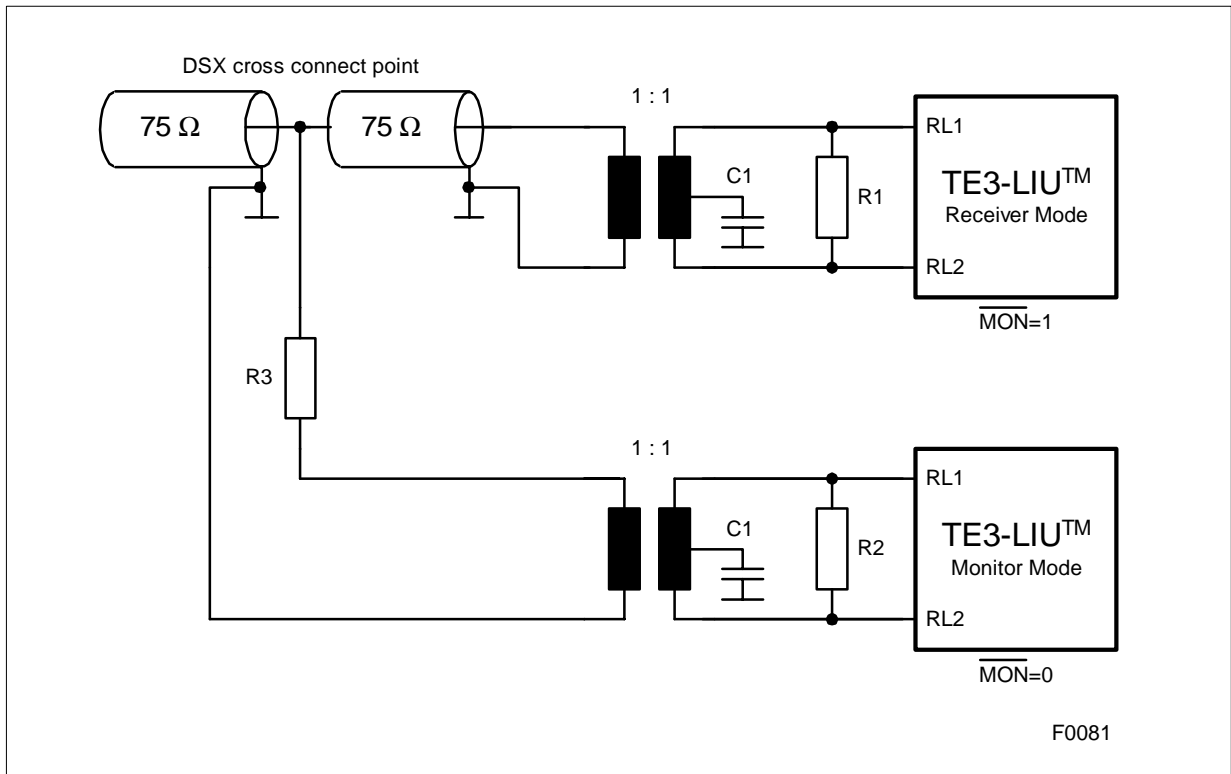 DSX cross connect point
75 Ω
75 Ω
1 : 1
C1
R1
RL1
TE3-LIU™
Receiver Mode
RL2
MON=1
R3
1 : 1
C1
R2
RL1
TE3-LIU™
Monitor Mode
RL2
MON=0
F0081